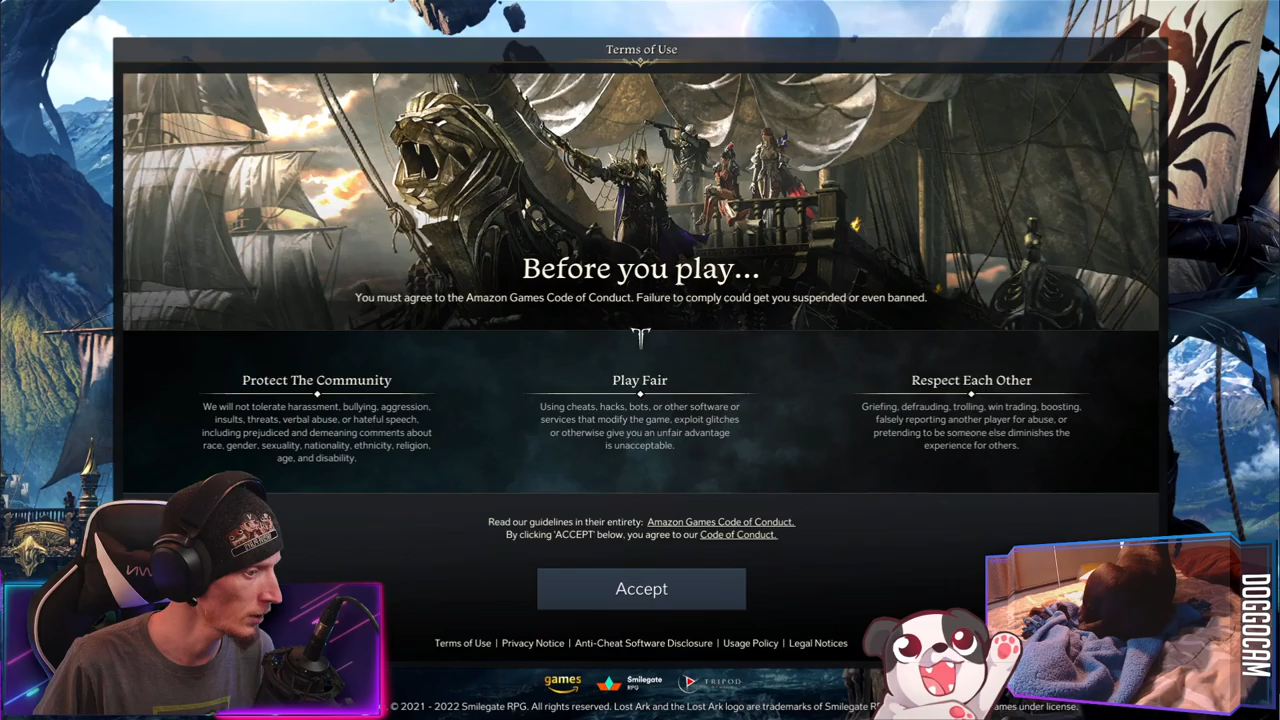 Terms of Use
Before you play...
You must agree to the Amazon Games Code of Conduct. Failure to comply could get you suspended or even banned.
Protect The Community
We will not tolerate harassment, bullying, aggression,
insults, threats, verbal abuse, or hateful speech,
including prejudiced and demeaning comments about
race, gender, sexuality, nationality, ethnicity, religion,
age, and disability.
Play Fair
Using cheats, hacks, bots, or other software or
services that modify the game, exploit glitches
or otherwise give you an unfair advantage
is unacceptable.
Respect Each Other
Griefing, defrauding, trolling, win trading, boosting,
falsely reporting another player for abuse, or
pretending to be someone else diminishes the
experience for others.
Read our guidelines in their entirety: Amazon Games Code of Conduct.
By clicking 'ACCEPT' below, you agree to our Code of Conduct.
Accept
Terms of Use | Privacy Notice | Anti-Cheat Software Disclosure | Usage Policy | Legal Notices
DOGGOCAM
games
Smilegate
RPG
TRIPOD
© 2021 - 2022 Smilegate RPG. All rights reserved. Lost Ark and the Lost Ark logo are trademarks of Smilegate
ames under license.